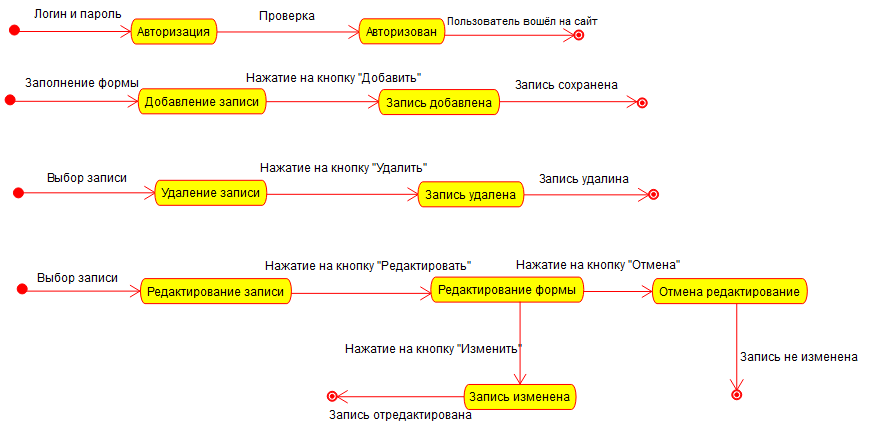 Логин и пароль
Проверка
Пользователь вошёл на сайт
Авторизация
Авторизован
Заполнение формы
Нажатие на кнопку "Добавить"
Запись сохранена
Добавление записи
Запись добавлена
Выбор записи
Нажатие на кнопку "Удалить"
Запись удалина
Удаление записи
Запись удалена
Выбор записи
Нажатие на кнопку "Редактировать"
Нажатие на кнопку "Отмена"
Редактирование записи
Редактирование формы
Отмена редактирование
Нажатие на кнопку "Изменить"
Запись не изменена
Запись изменена
Запись отредактирована